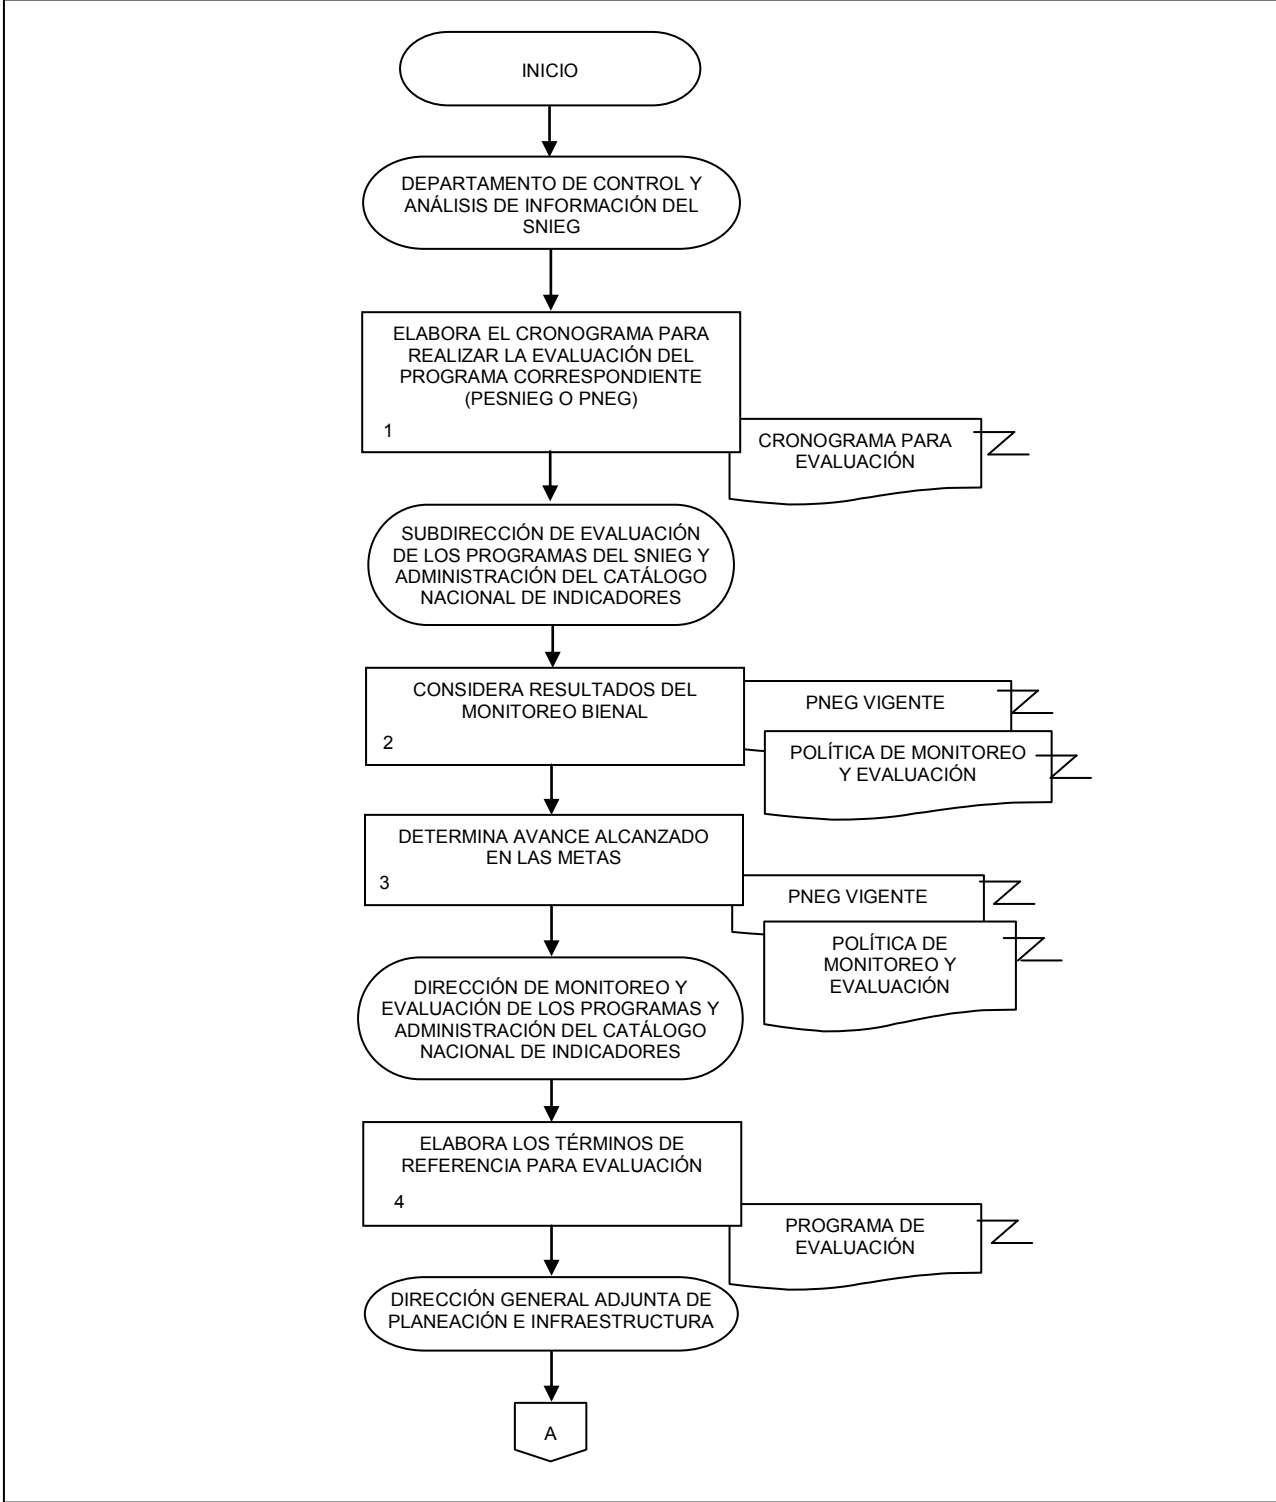 INICIO
DEPARTAMENTO DE CONTROL Y
ANÁLISIS DE INFORMACIÓN DEL
SNIEG
ELABORA EL CRONOGRAMA PARA
REALIZAR LA EVALUACIÓN DEL
PROGRAMA CORRESPONDIENTE
(PESNIEG O PNEG)
1
CRONOGRAMA PARA
EVALUACIÓN
SUBDIRECCIÓN DE EVALUACIÓN
DE LOS PROGRAMAS DEL SNIEG Y
ADMINISTRACIÓN DEL CATÁLOGO
NACIONAL DE INDICADORES
CONSIDERA RESULTADOS DEL
MONITOREO BIENAL
2
PNEG VIGENTE
POLÍTICA DE MONITOREO
Y EVALUACIÓN
DETERMINA AVANCE ALCANZADO
EN LAS METAS
3
PNEG VIGENTE
POLÍTICA DE
MONITOREO Y
EVALUACIÓN
DIRECCIÓN DE MONITOREO Y
EVALUACIÓN DE LOS PROGRAMAS Y
ADMINISTRACIÓN DEL CATÁLOGO
NACIONAL DE INDICADORES
ELABORA LOS TÉRMINOS DE
REFERENCIA PARA EVALUACIÓN
4
PROGRAMA DE
EVALUACIÓN
DIRECCIÓN GENERAL ADJUNTA DE
PLANEACIÓN E INFRAESTRUCTURA
A